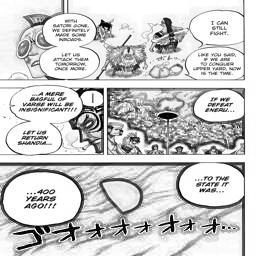 I CAN
STILL
FIGHT.
LIKE YOU SAID,
IF WE ARE
TO CONQUER
UPPER YARD, NOW
IS THE TIME.
WITH
SATORI GONE,
WE DEFINITELY
MADE SOME
INROADS.
LET US
ATTACK THEM
TOMORROW,
ONCE MORE.
IF WE
DEFEAT
ENERU...
...A MERE
BAGFUL OF
VARSE WILL BE
INSIGNIFICANT!!!
LET US
RETURN
SHANDIA...
...TO THE
STATE IT
WAS...
...400
YEARS
AGO!!!
ゴオオオオオオオ...